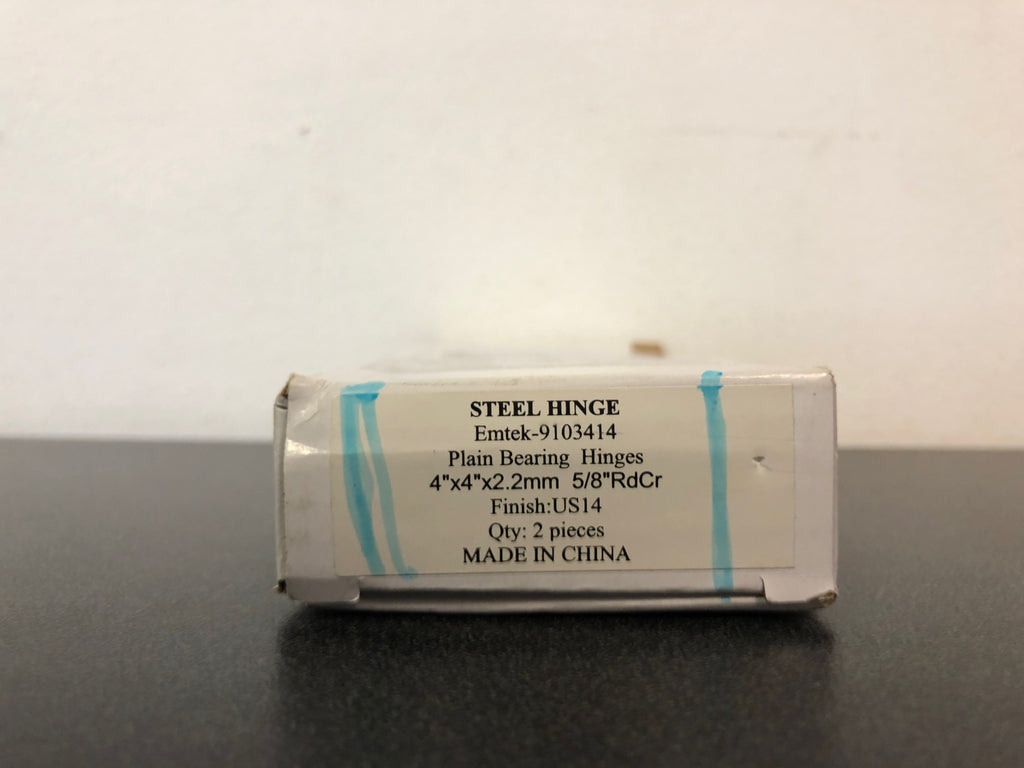 STEEL HINGE
Emtek-9103414
Plain Bearing Hinges
4"x4"x2.2mm 5/8"RdCr
Finish:US14
Qty: 2 pieces
MADE IN CHINA